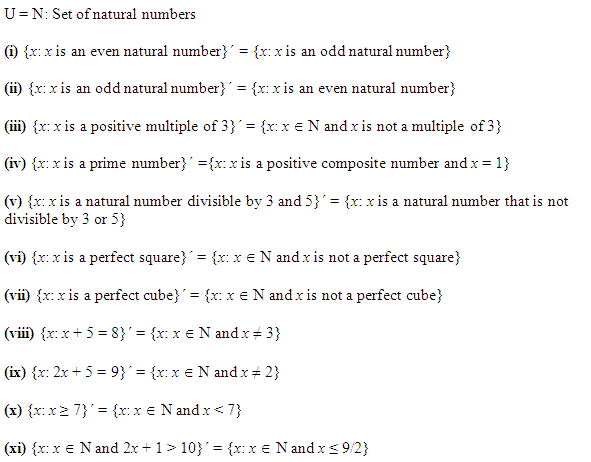 U = N: Set of natural numbers
(i) {x: x is an even natural number}´ = {x: x is an odd natural number}
(ii) {x: x is an odd natural number}´ = {x: x is an even natural number}
(iii) {x: x is a positive multiple of 3}´ = {x: x ∈ N and x is not a multiple of 3}
(iv) {x: x is a prime number}´ ={x: x is a positive composite number and x = 1}
(v) {x: x is a natural number divisible by 3 and 5}´ = {x: x is a natural number that is not
divisible by 3 or 5}
(vi) {x: x is a perfect square}´ = {x: x ∈ N and x is not a perfect square}
(vii) {x: x is a perfect cube}´ = {x: x ∈ N and x is not a perfect cube}
(viii) {x: x + 5 = 8}´ = {x: x ∈ N and x ≠ 3}
(ix) {x: 2x + 5 = 9}´ = {x: x ∈ N and x ≠ 2}
(x) {x: x ≥ 7}´ = {x: x ∈ N and x < 7}
(xi) {x: x ∈ N and 2x + 1 > 10}´ = {x: x ∈ N and x ≤ 9/2}